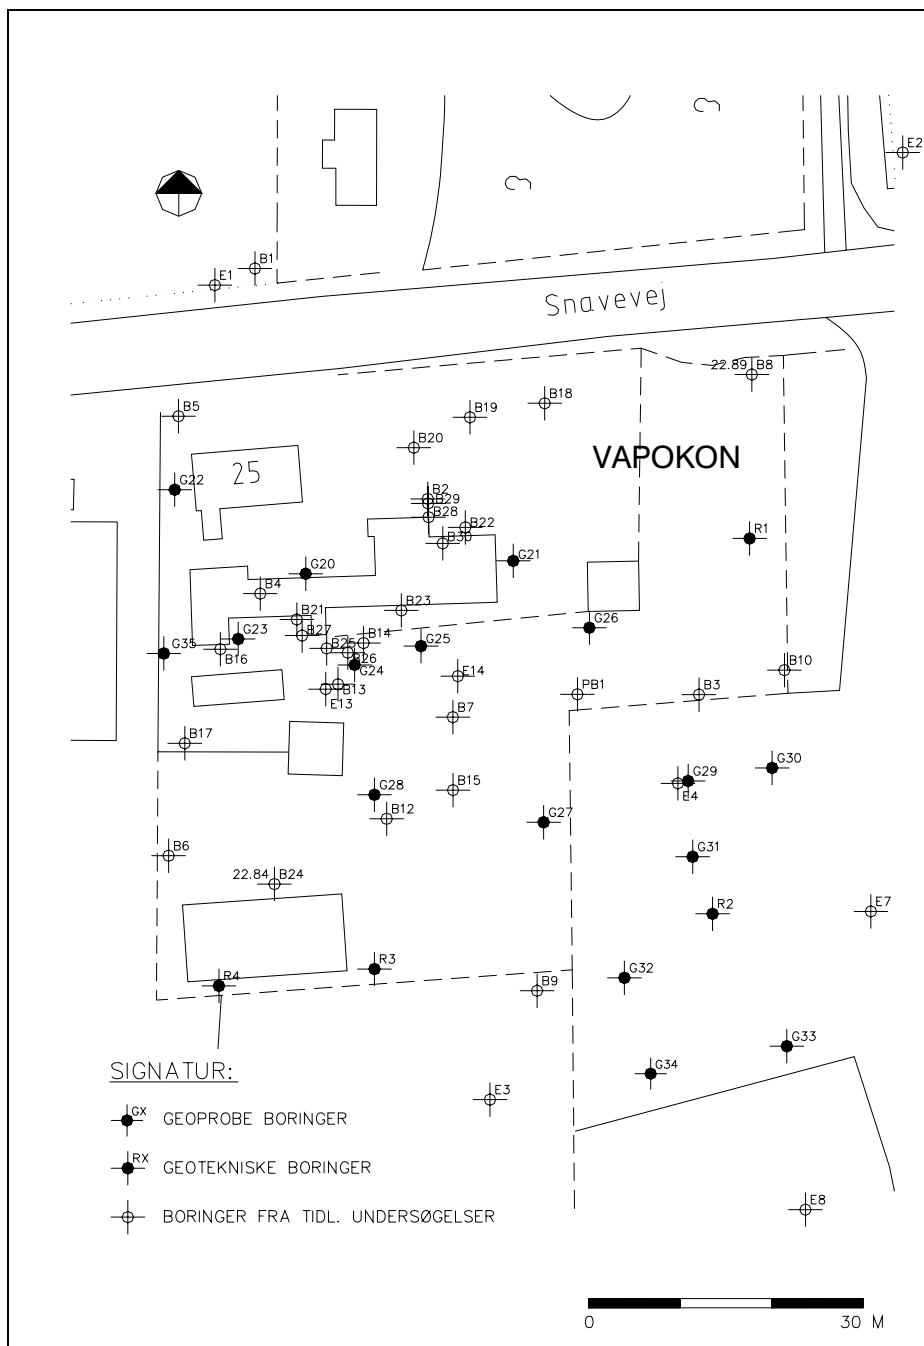 3
3
E2
B1
E1
Snavevej
22.89 B8
B5
B18
B19
B20
VAPOKON
25
G22
B2
B29
B28
B22
B30
R1
G21
G20
B4
B23
B21
B27
G26
G23
B14
G25
B25
G35
B16
B26
G24
E14
B10
B13
E13
PB1
B3
B7
B17
G30
G29
E4
G28
B15
B12
G27
G31
B6
22.84 B24
R2
E7
R3
G32
R4
B9
G33
G34
SIGNATUR:
E3
GX GEOPROBE BORINGER
RX GEOTEKNISKE BORINGER
BORINGER FRA TIDL. UNDERSØGELSER
E8
0 30 M